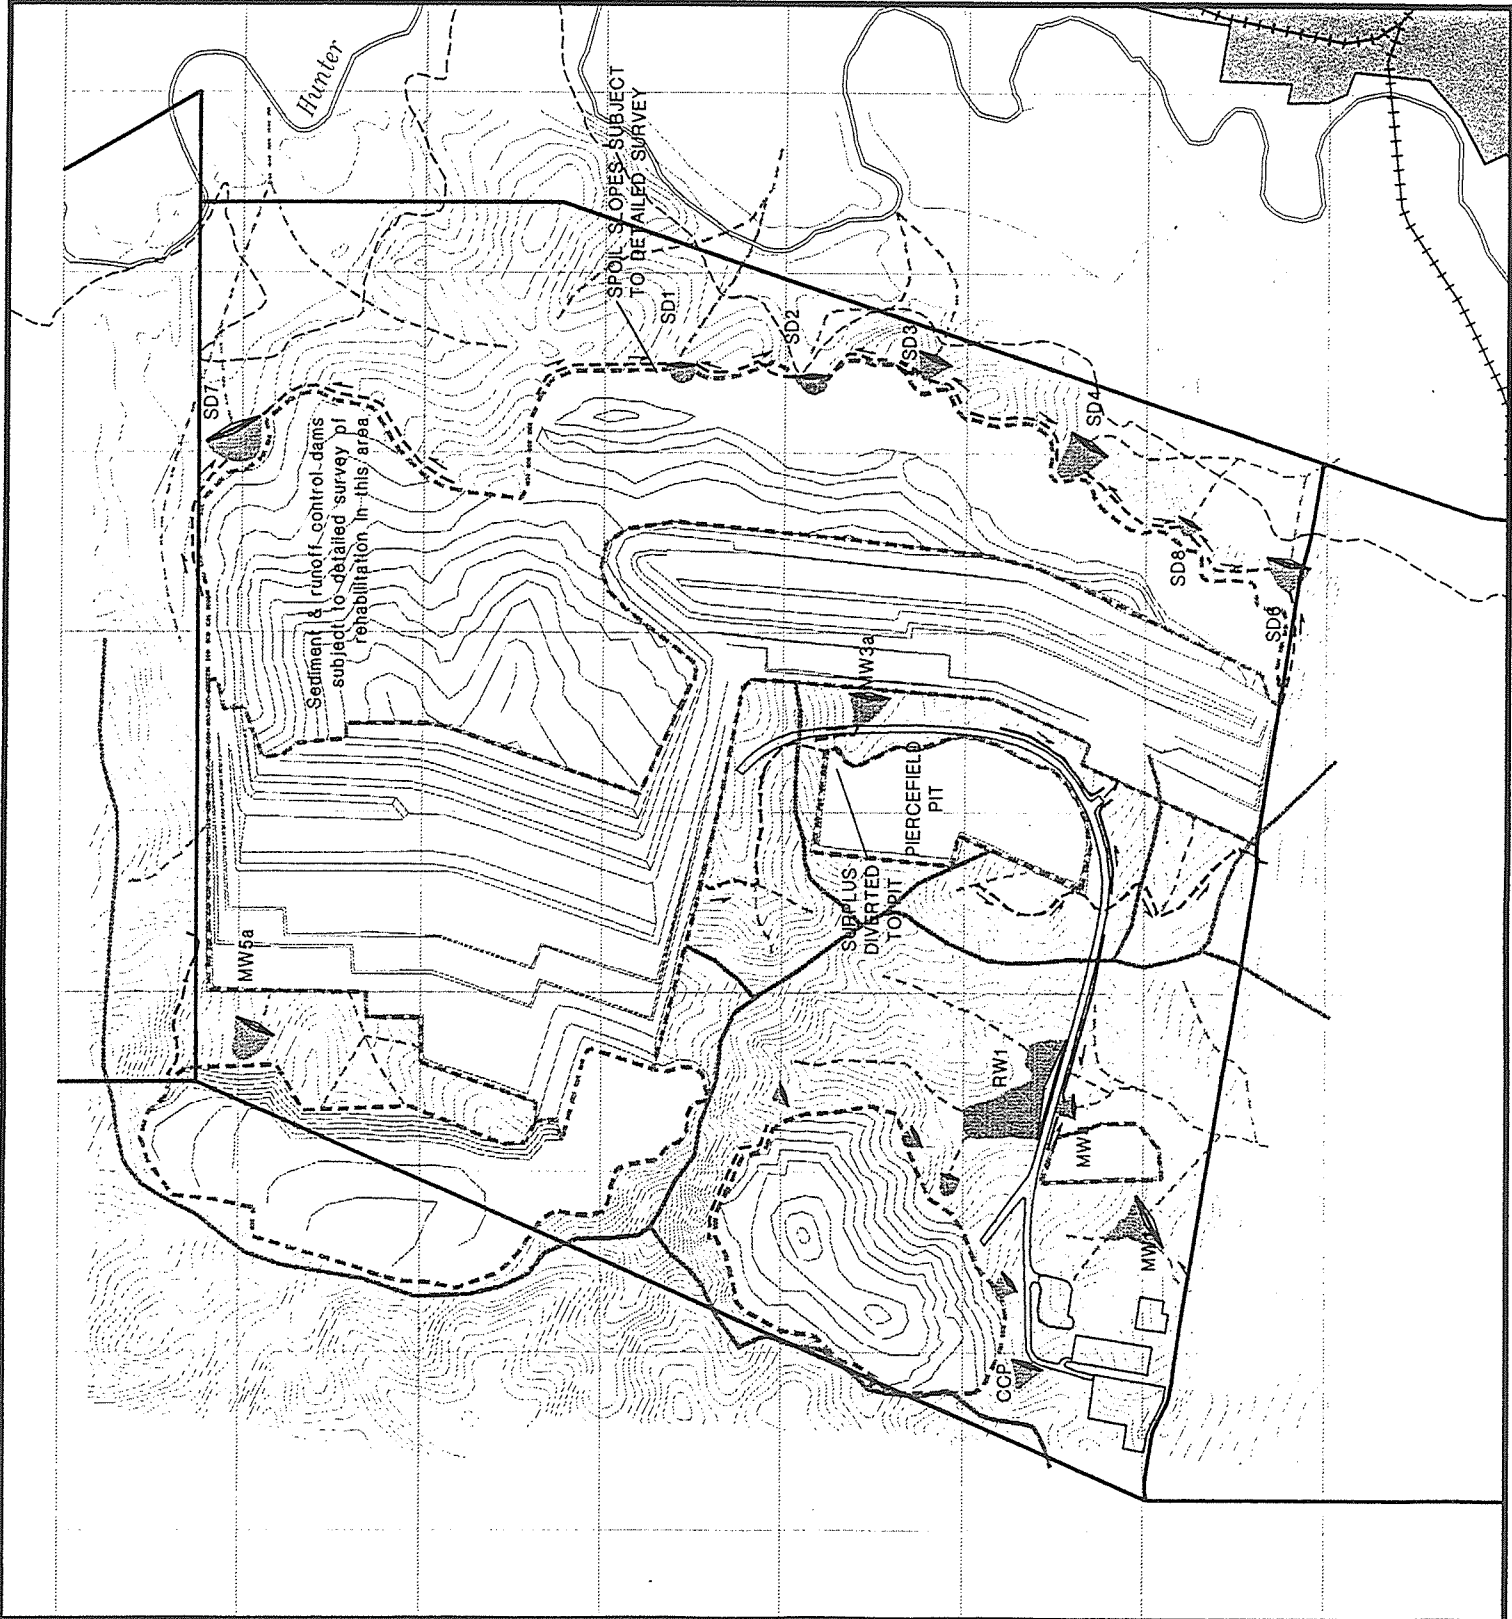 Hunter
SPOIL SLOPES SUBJECT
TO DETAILED SURVEY
SD1
SD2
SD3
SD4
SD7
Sediment & runoff control dams
subject to detailed survey of
rehabilitation in this area
SD8
SD6
MW3a
PIERCEFIELD
PIT
SURPLUS
DIVERTED
TO PIT
MW5a
RW1
CCP